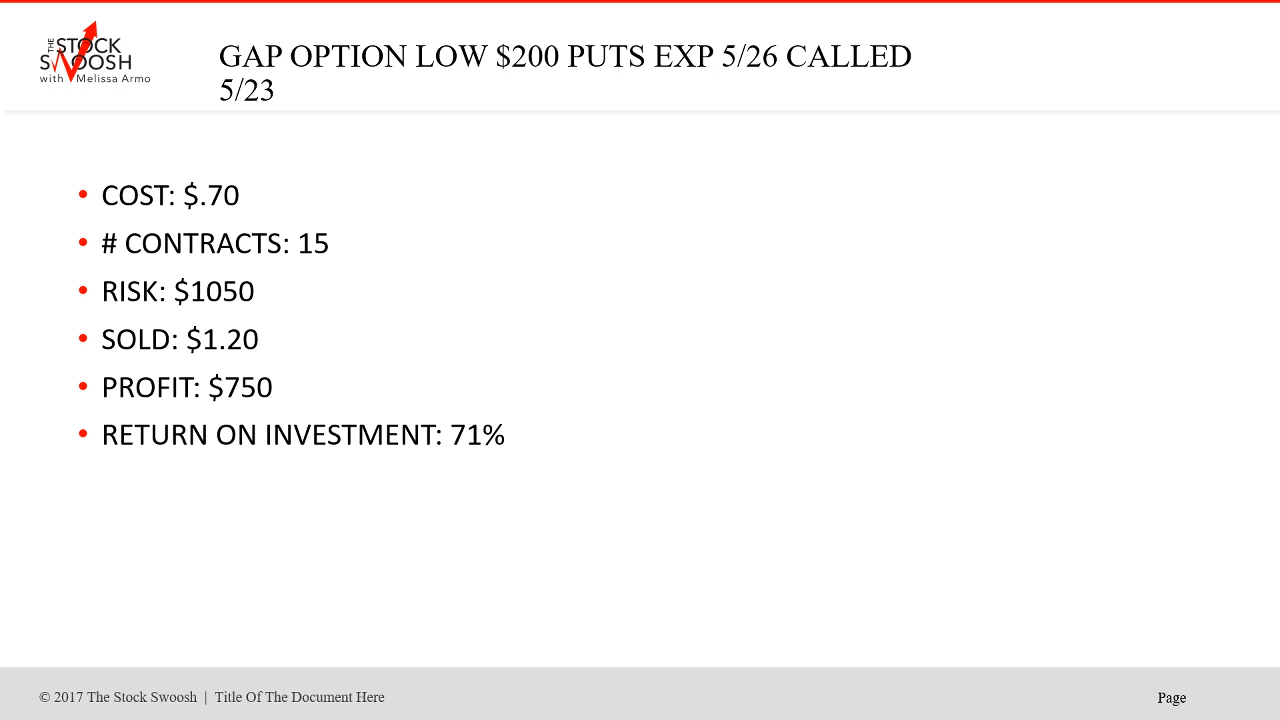 THE
STOCK
SWOOSH
with Melissa Armo
GAP OPTION LOW $200 PUTS EXP 5/26 CALLED
5/23
• COST: $.70
• # CONTRACTS: 15
• RISK: $1050
• SOLD: $1.20
• PROFIT: $750
• RETURN ON INVESTMENT: 71%
© 2017 The Stock Swoosh | Title Of The Document Here
Page